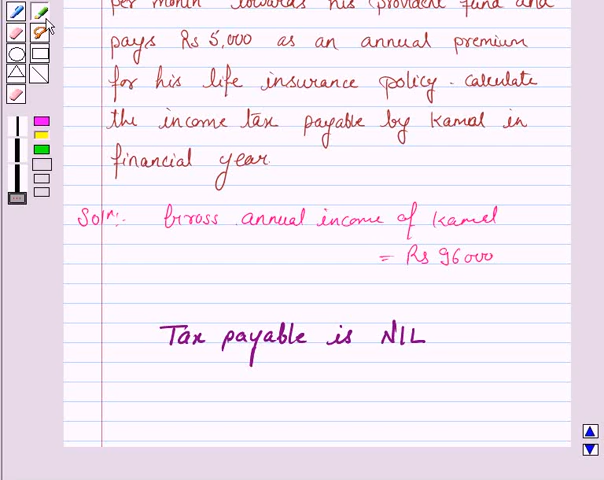 per month towards his provident fund and
pays Rs 5,000 as an annual premium
for his life insurance policy. calculate
the income tax payable by Kamal in
financial year.
Soln:. Gross annual income of Kamal
= Rs 96000
Tax payable is NIL